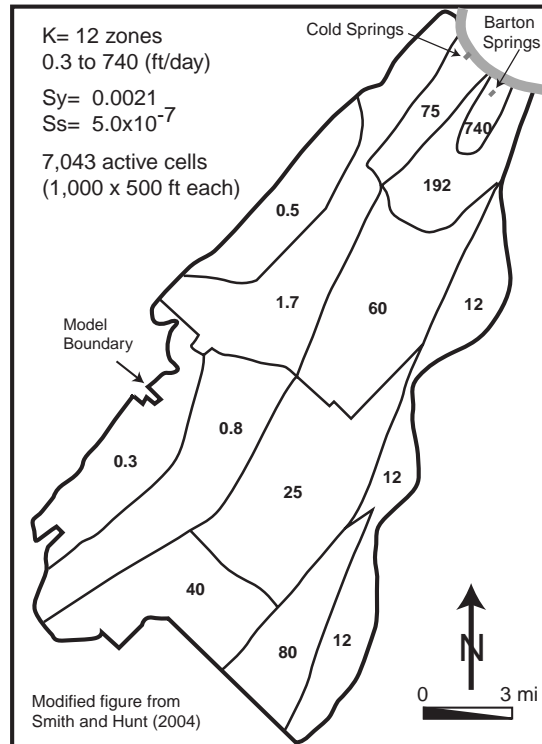 K= 12 zones
0.3 to 740 (ft/day)
Sy= 0.0021
Ss= 5.0x10-7
7,043 active cells
(1,000 x 500 ft each)
Cold Springs
Barton
Springs
75
740
192
0.5
1.7
60
12
Model
Boundary
0.8
0.3
25
12
40
80
12
N
Modified figure from
Smith and Hunt (2004)
0 3 mi